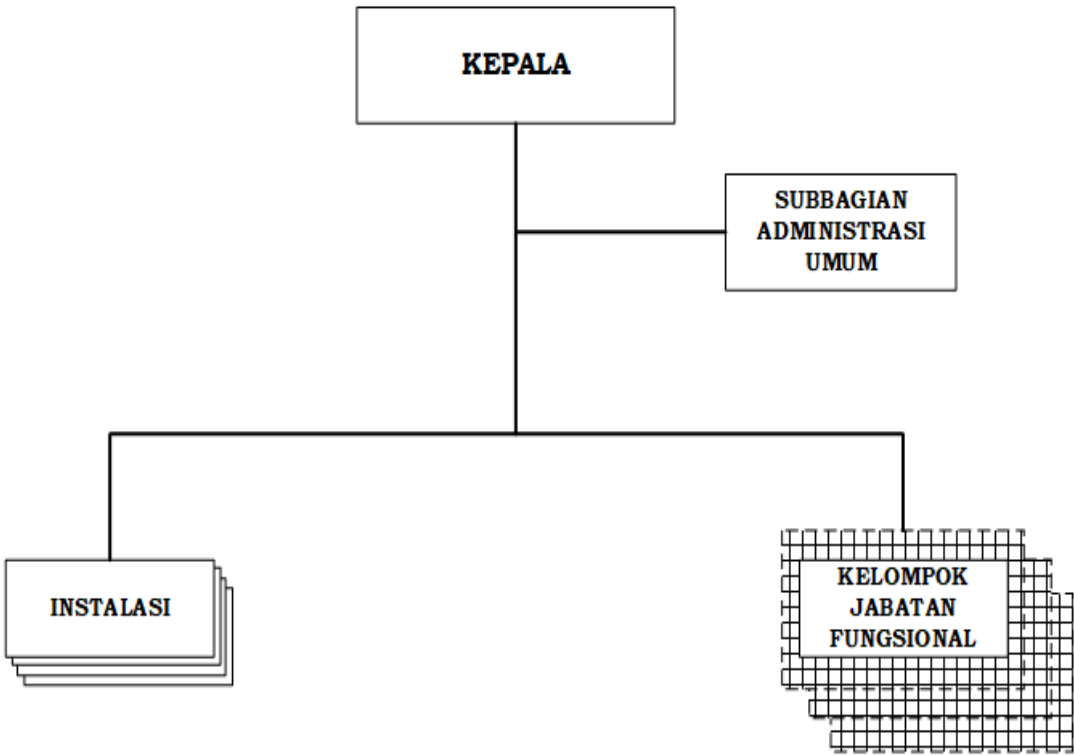 KEPALA
SUBBAGIAN
ADMINISTRASI
UMUM
INSTALASI
KELOMPOK
JABATAN
FUNGSIONAL